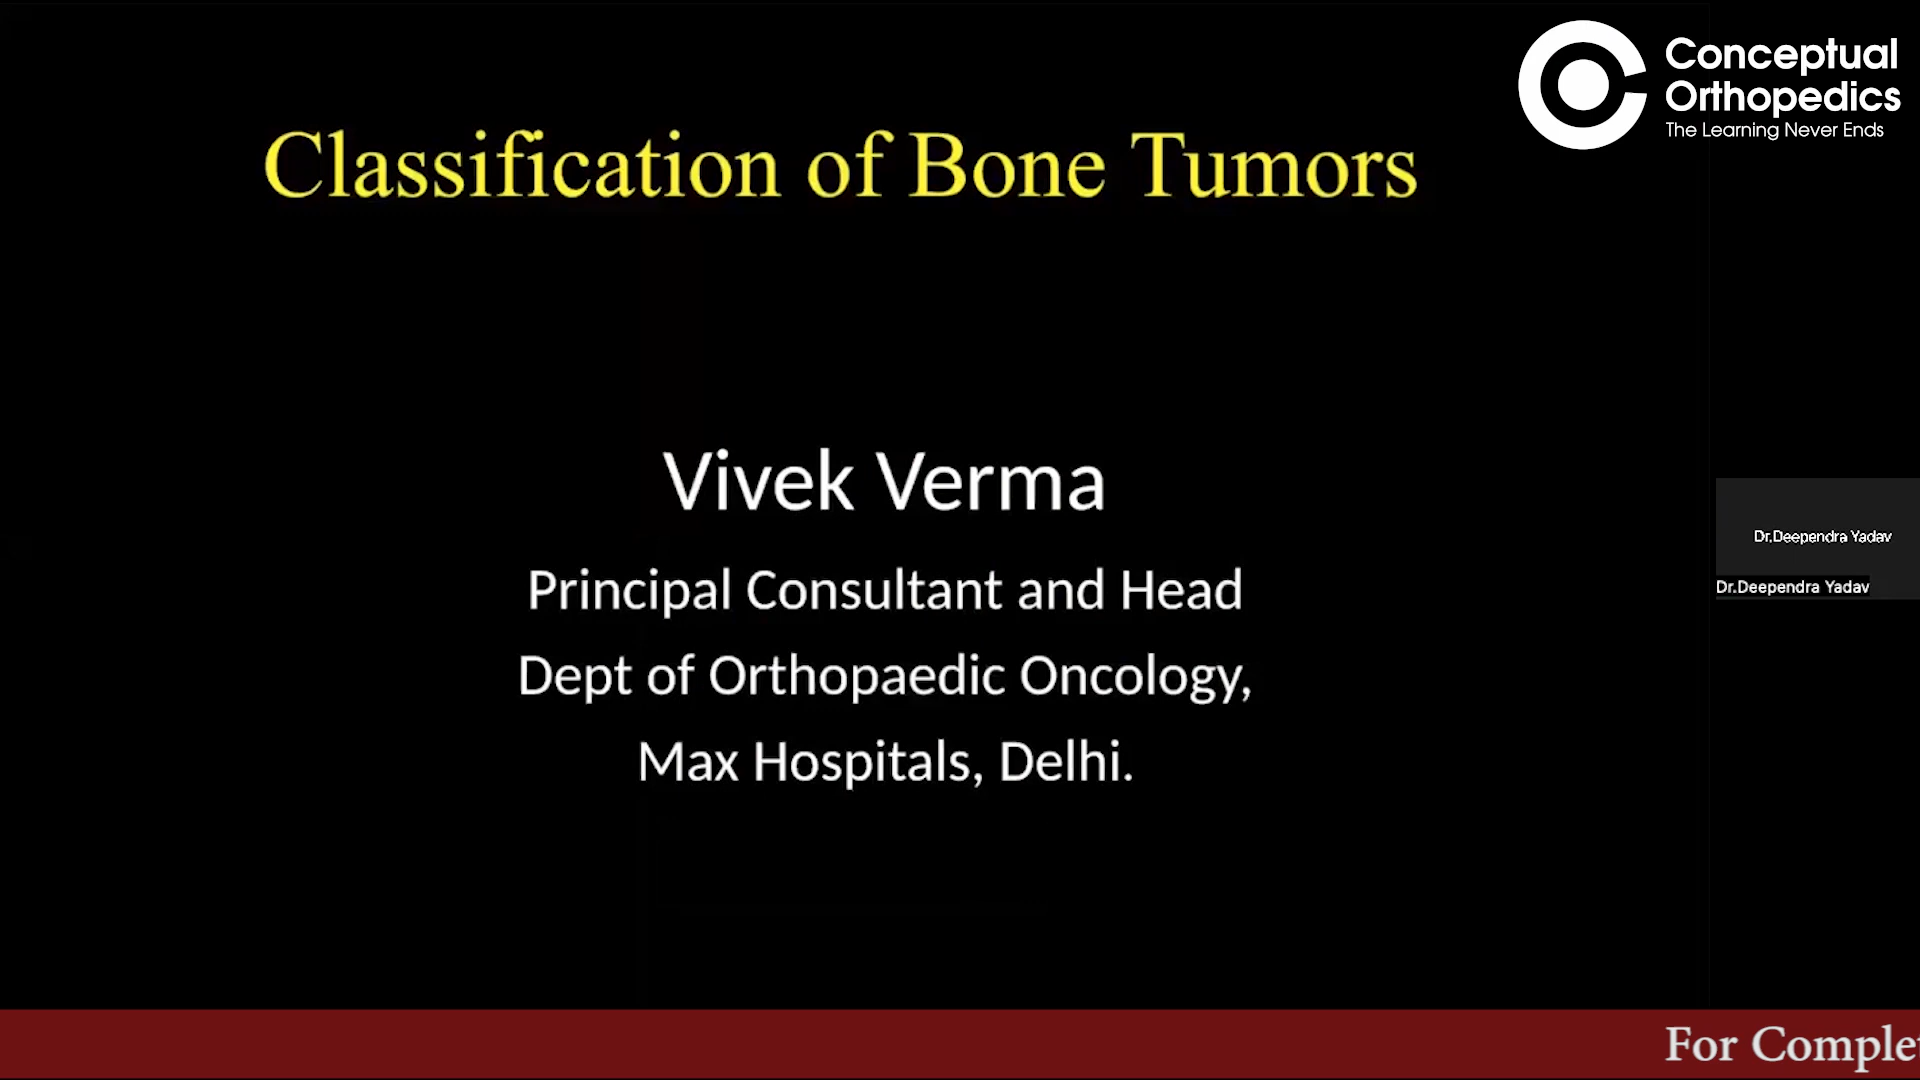 Conceptual
Orthopedics
The Learning Never Ends
Classification of Bone Tumors
Vivek Verma
Principal Consultant and Head
Dept of Orthopaedic Oncology,
Max Hospitals, Delhi.
Dr.Deependra Yadav
Dr.Deependra Yadav
For